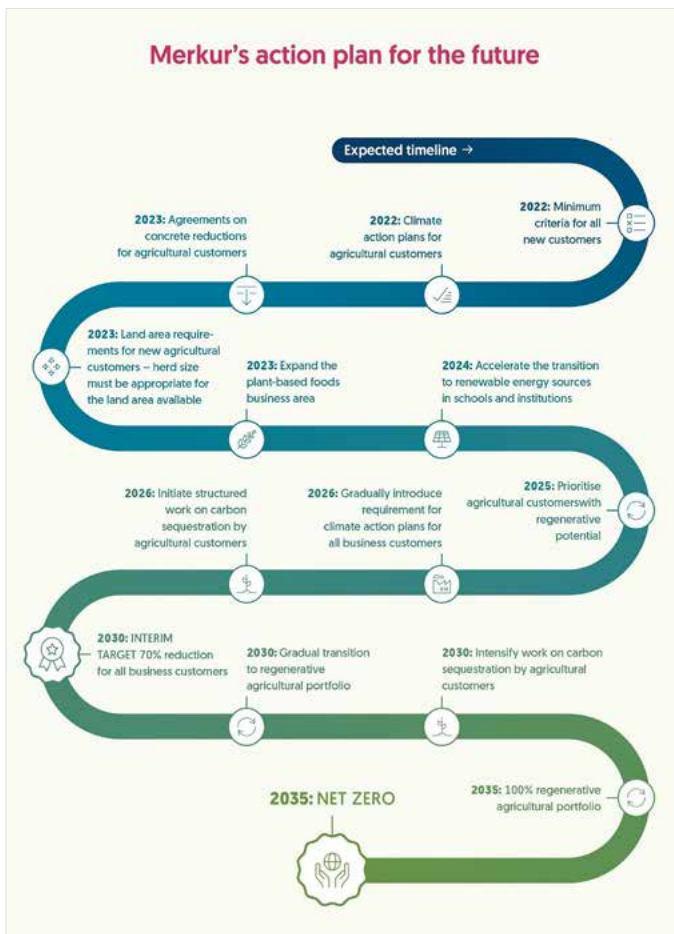 Merkur's action plan for the future
Expected timeline →
2022: Minimum
criteria for all
new customers
2022: Climate
action plans for
agricultural customers
2023: Agreements on
concrete reductions
for agricultural customers
2023: Land area require-
ments for new agricultural
customers – herd size
must be appropriate for
the land area available
2023: Expand the
plant-based foods
business area
2024: Accelerate the transition
to renewable energy sources
in schools and institutions
2025: Prioritise
agricultural customerswith
regenerative
potential
2026: Gradually introduce
requirement for
climate action plans for
all business customers
2026: Initiate structured
work on carbon
sequestration by
agricultural customers
2030: INTERIM
TARGET 70% reduction
for all business customers
2030: Gradual transition
to regenerative
agricultural portfolio
2030: Intensify work on carbon
sequestration by agricultural
customers
2035: 100% regenerative
agricultural portfolio
2035: NET ZERO